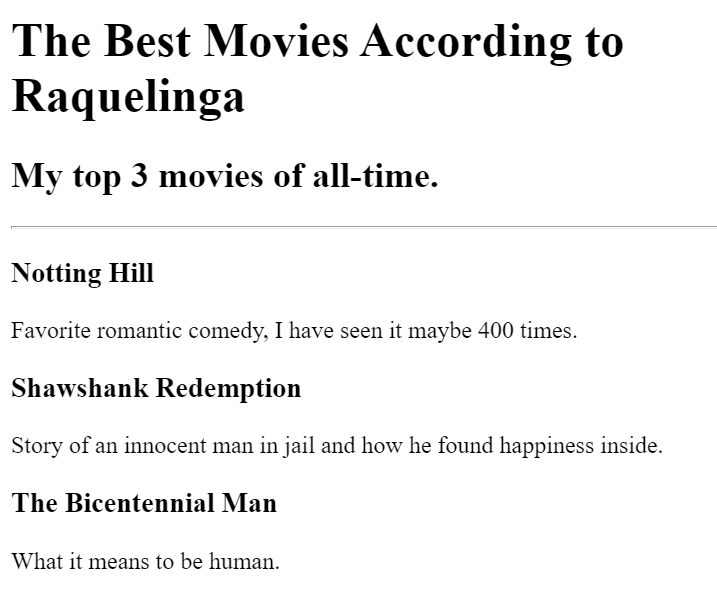 The Best Movies According to
Raquelinga
My top 3 movies of all-time.
Notting Hill
Favorite romantic comedy, I have seen it maybe 400 times.
Shawshank Redemption
Story of an innocent man in jail and how he found happiness inside.
The Bicentennial Man
What it means to be human.